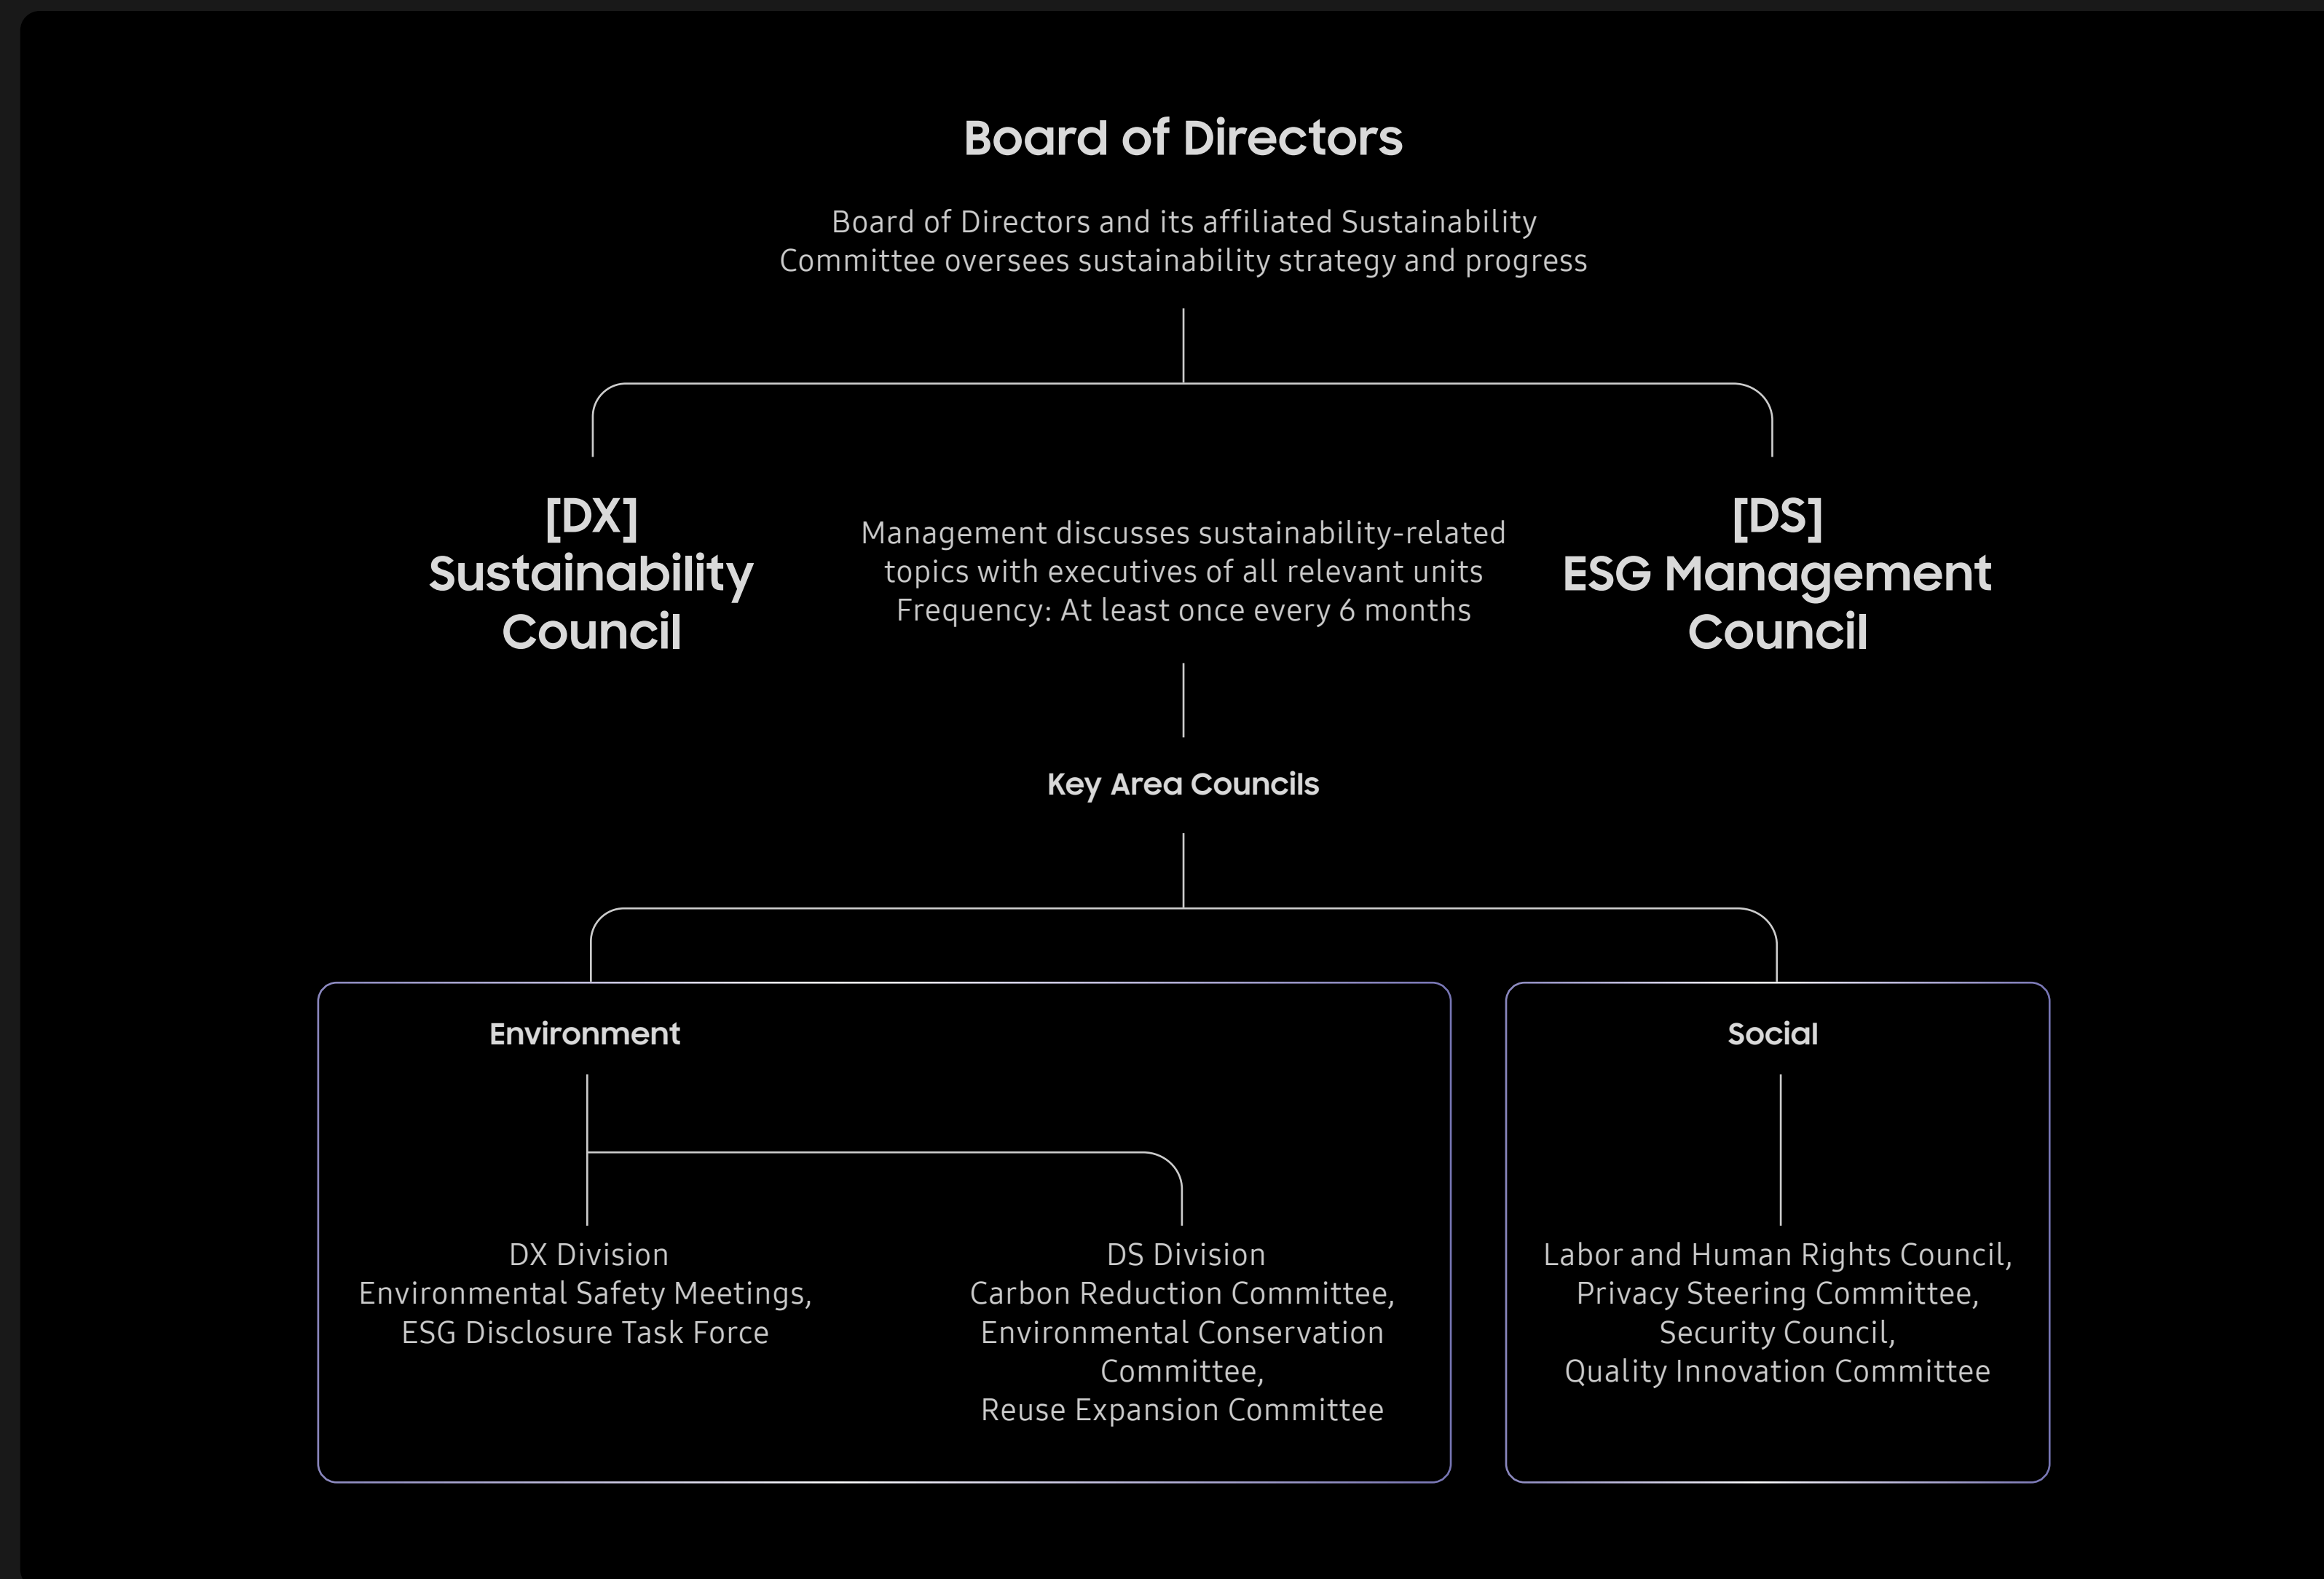 Board of Directors
Board of Directors and its affiliated Sustainability
Committee oversees sustainability strategy and progress
[DX]
Sustainability
Council
Management discusses sustainability-related
topics with executives of all relevant units
Frequency: At least once every 6 months
[DS]
ESG Management
Council
Key Area Councils
Environment
DX Division
Environmental Safety Meetings,
ESG Disclosure Task Force
DS Division
Carbon Reduction Committee,
Environmental Conservation
Committee,
Reuse Expansion Committee
Social
Labor and Human Rights Council,
Privacy Steering Committee,
Security Council,
Quality Innovation Committee